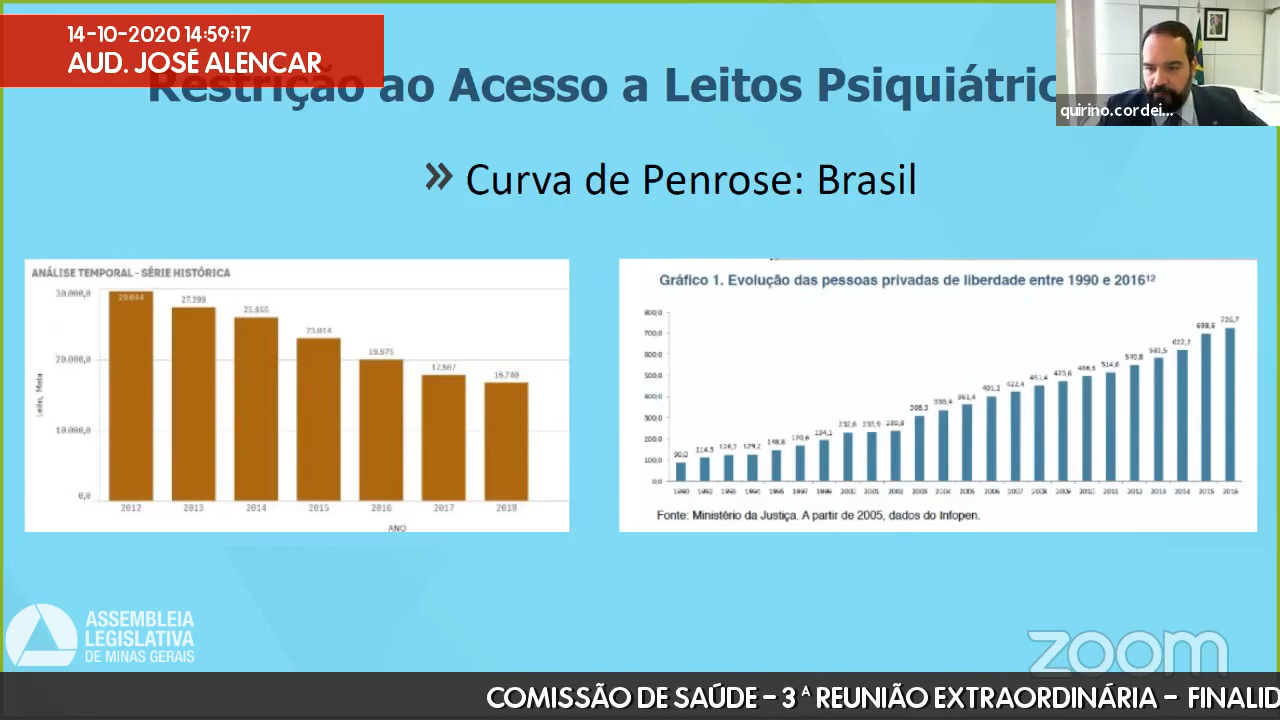 14-10-2020 14:59:17
AUD. JOSÉ ALENCAR
Restrição ao Acesso a Leitos Psiquiátric
quirino.cordei...
» Curva de Penrose: Brasil
ANÁLISE TEMPORAL - SÉRIE HISTÓRICA
30.000,0
20.000,0
10.000,0
0,0
Leito, Meta
27.399
23.014
19.975
16.740
2012 2013 2014 2015 2016 2017 2018
ANO
Gráfico 1. Evolução das pessoas privadas de liberdade entre 1990 e 2016¹²
800,0
700,0
600,0
500,0
400,0
300,0
200,0
100,0
0,0
90,0 114,3 126,2 129,2 148,8 170,6 194,1 232,8 233,9 239,3 308,3 336,4 361,4 401,2 422,4 451,4 473,6 496,3 514,6 549,8 581,5 622,2 698,6 726,7
1990 1992 1993 1994 1995 1997 1999 2000 2001 2002 2003 2004 2005 2006 2007 2008 2009 2010 2011 2012 2013 2014 2015 2016
Fonte: Ministério da Justiça. A partir de 2005, dados do Infopen.
ASSEMBLEIA
LEGISLATIVA
DE MINAS GERAIS
zoom
COMISSÃO DE SAÚDE - 3ª REUNIÃO EXTRAORDINÁRIA - FINALID